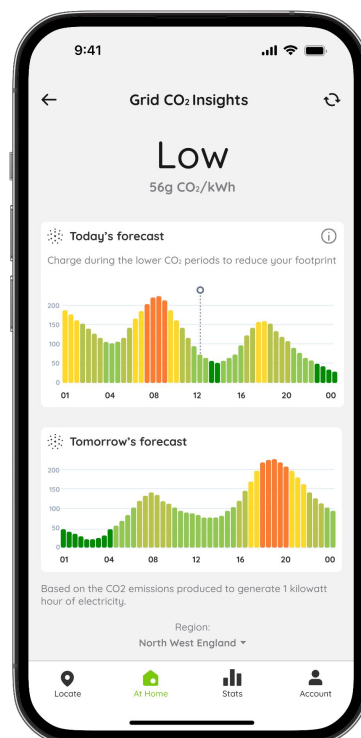 9:41
Grid CO₂ Insights
Low
56g CO₂/kWh
Today's forecast
Charge during the lower CO₂ periods to reduce your footprint
200
150
100
50
0
01 04 08 12 16 20 00
Tomorrow's forecast
200
150
100
50
0
01 04 08 12 16 20 00
Based on the CO2 emissions produced to generate 1 kilowatt
hour of electricity.
Region:
North West England
Locate At Home Stats Account